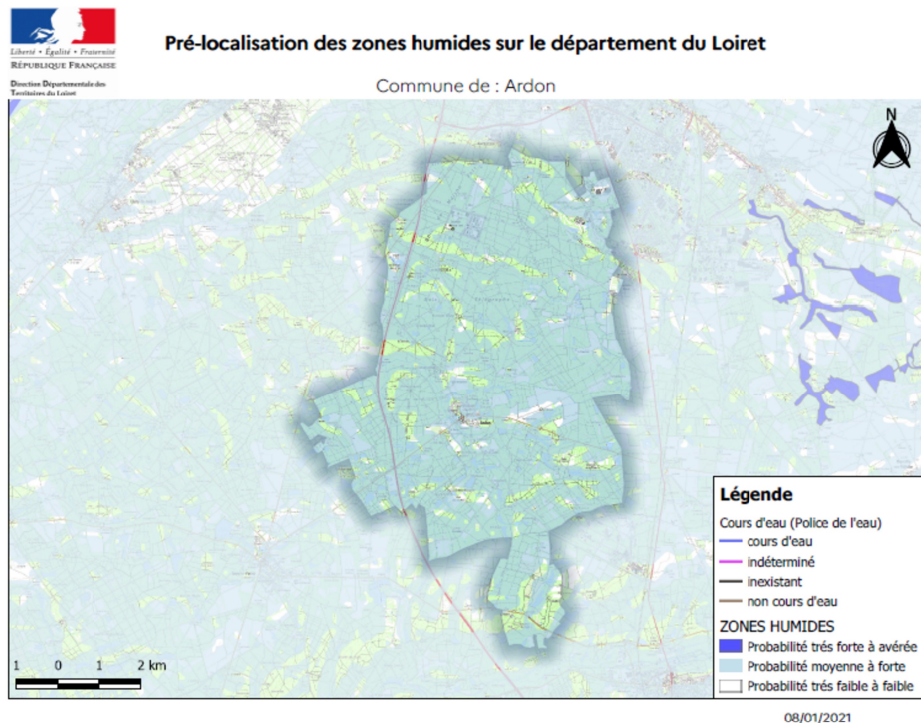 Liberté • Égalité • Fraternité
RÉPUBLIQUE FRANÇAISE
Direction Départementale des
Territoires du Loiret
Pré-localisation des zones humides sur le département du Loiret
Commune de : Ardon
N
Légende
Cours d'eau (Police de l'eau)
cours d'eau
indéterminé
inexistant
non cours d'eau
ZONES HUMIDES
Probabilité trés forte à avérée
Probabilité moyenne à forte
Probabilité trés faible à faible
1 0 1 2 km
08/01/2021